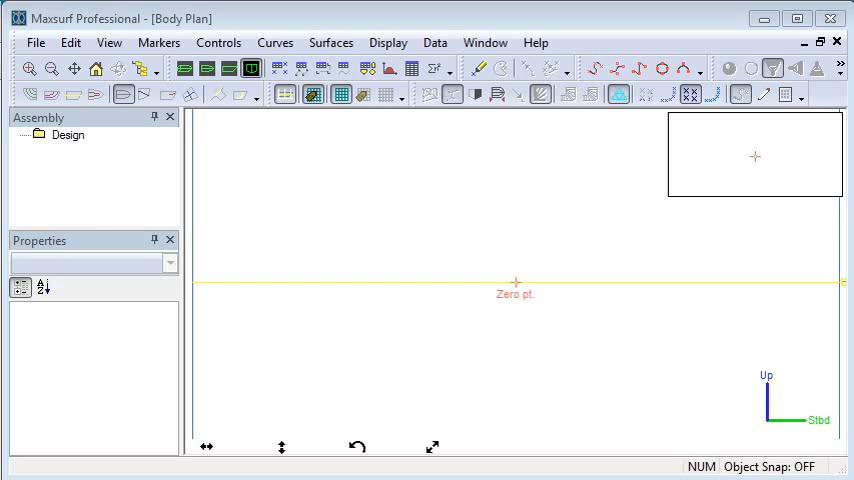 Maxsurf Professional - [Body Plan]
File Edit View Markers Controls Curves Surfaces Display Data Window Help
Assembly
Design
Properties
Zero pt.
Up
Stbd
NUM Object Snap: OFF